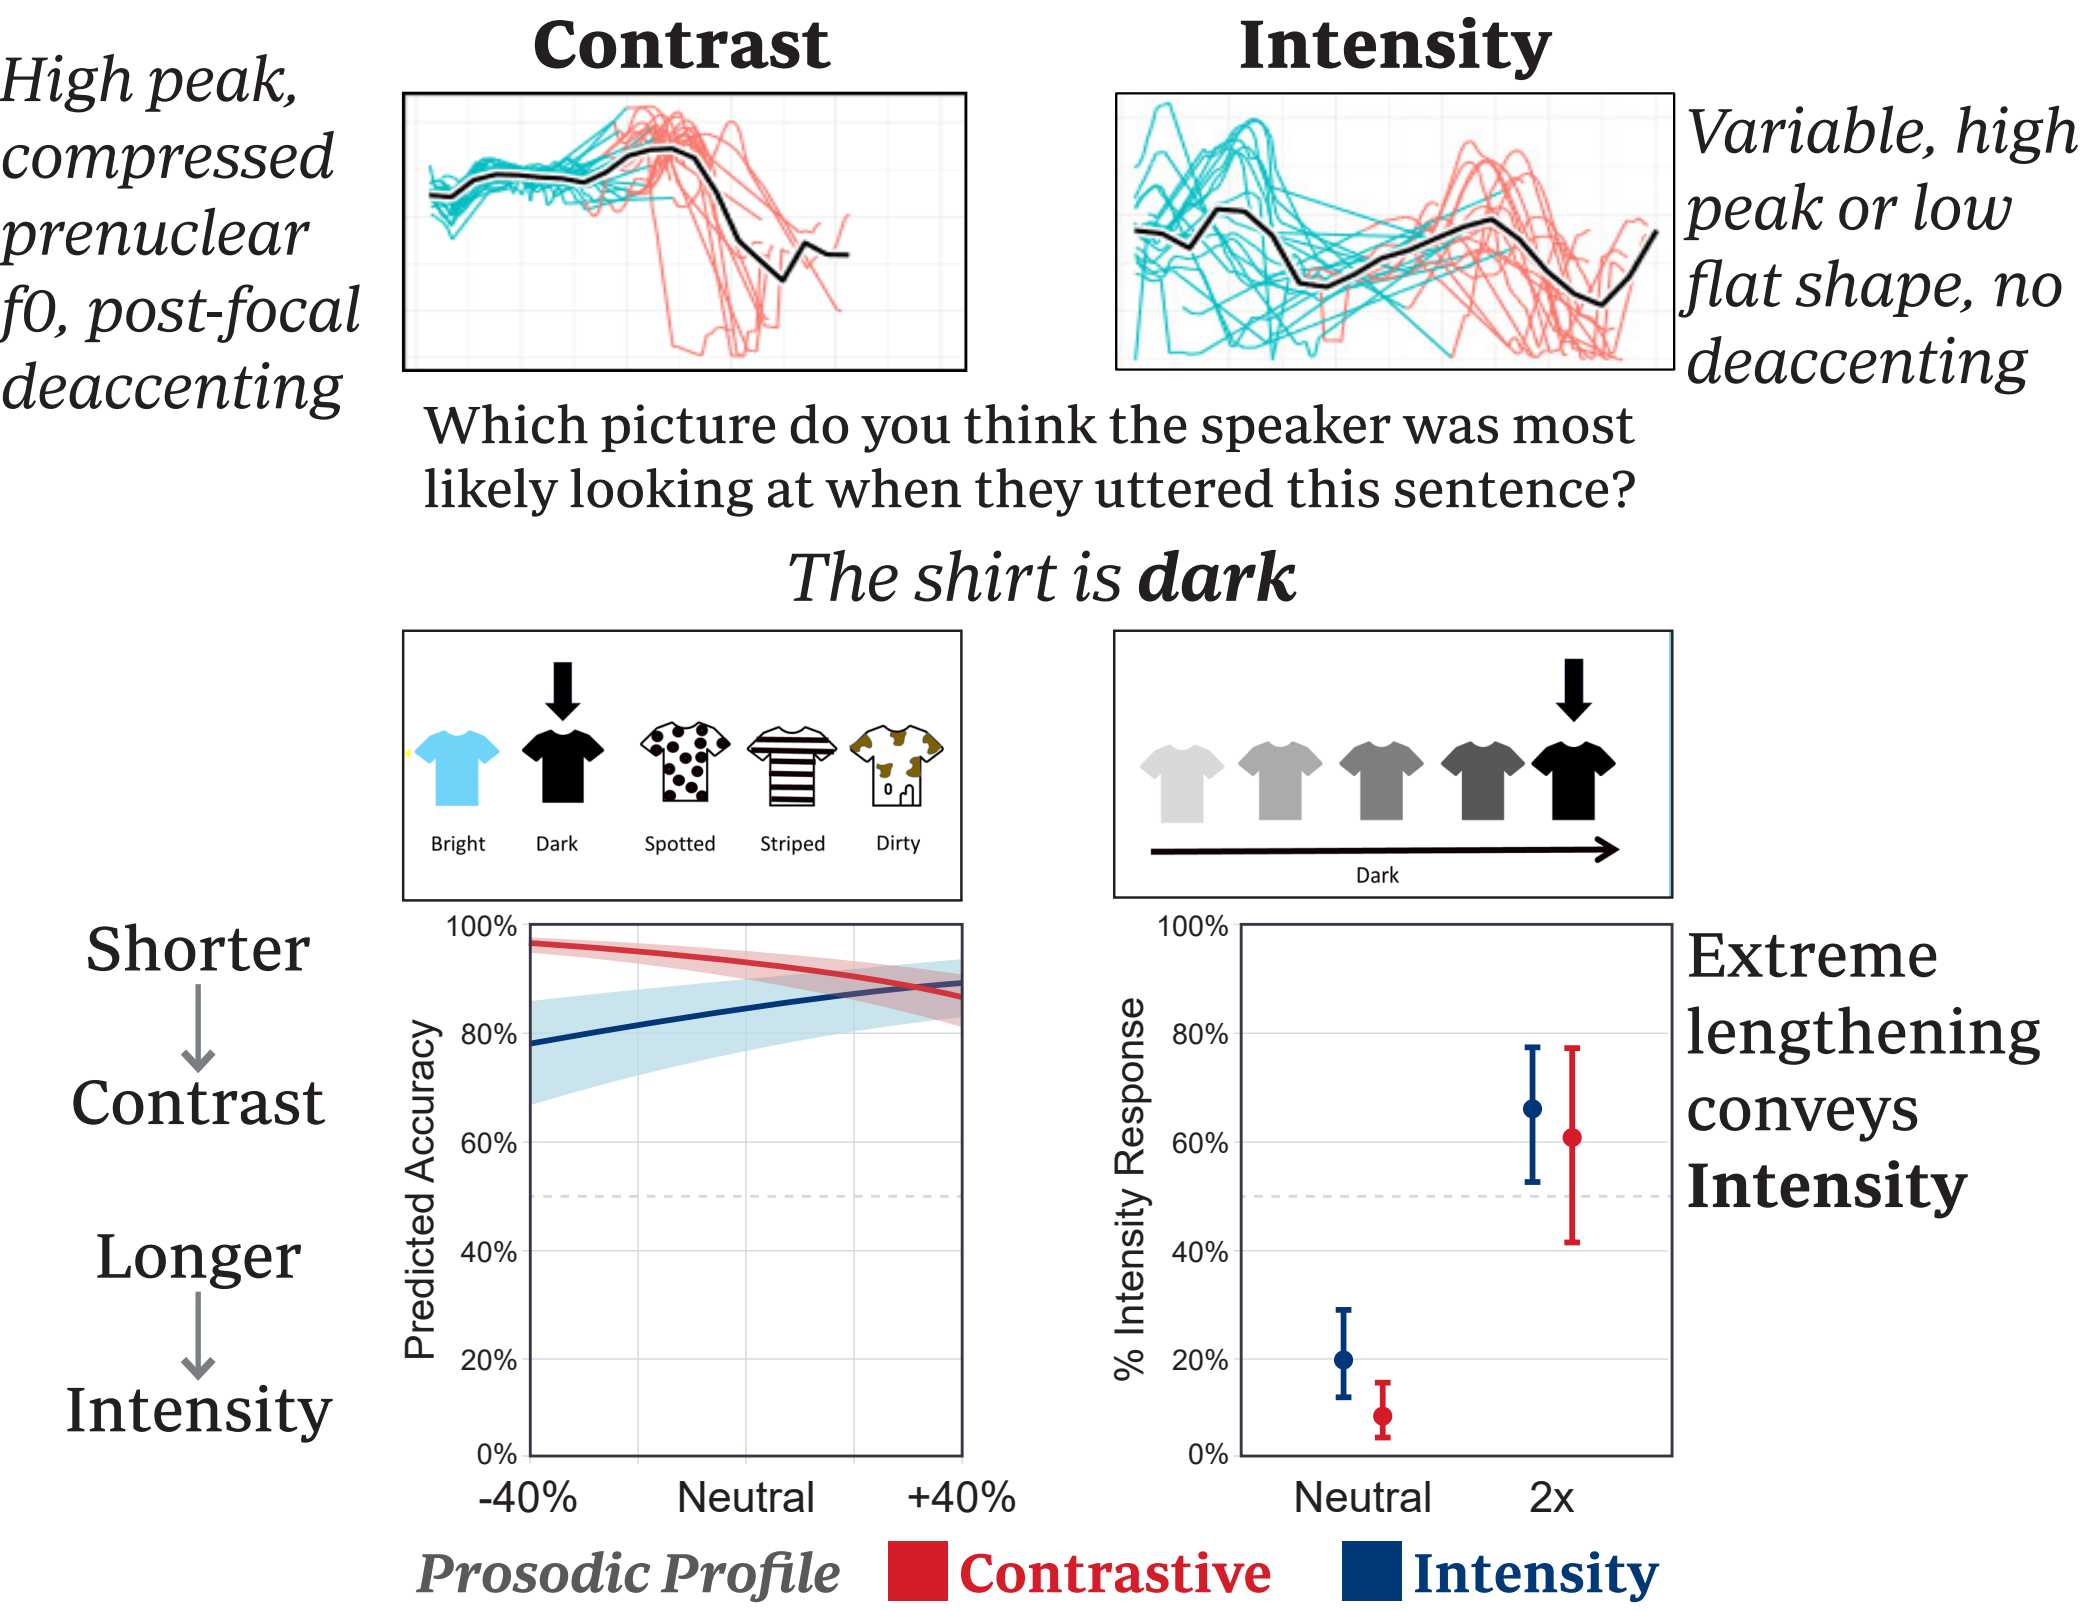 Contrast
Intensity
High peak,
compressed
prenuclear
f0, post-focal
deaccenting
Variable, high
peak or low
flat shape, no
deaccenting
Which picture do you think the speaker was most
likely looking at when they uttered this sentence?
The shirt is dark
Bright
Dark
Spotted
Striped
Dirty
Dark
Shorter
Contrast
Longer
Intensity
Predicted Accuracy
100%
80%
60%
40%
20%
0%
-40%
Neutral
+40%
% Intensity Response
100%
80%
60%
40%
20%
0%
Neutral
2x
Extreme
lengthening
conveys
Intensity
Prosodic Profile
Contrastive
Intensity